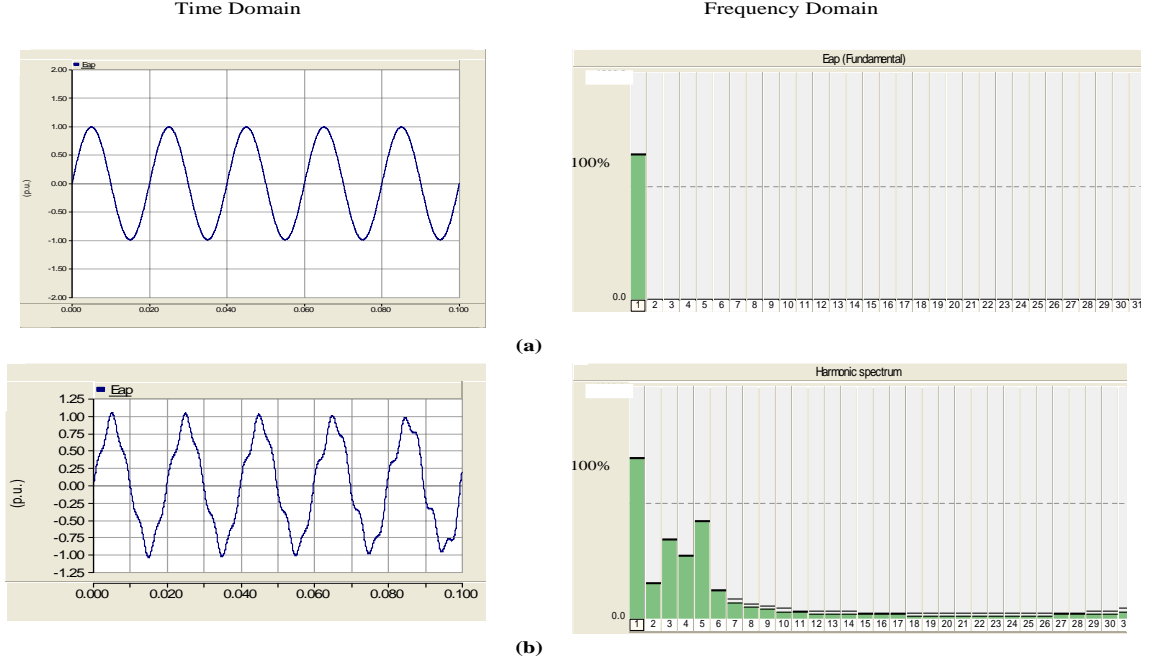 Time Domain
Frequency Domain
Eap
2.00
1.50
1.00
0.50
0.00
-0.50
-1.00
-1.50
-2.00
(p.u.)
0.000 0.020 0.040 0.060 0.080 0.100
Eap (Fundamental)
100%
0.0
1 2 3 4 5 6 7 8 9 10 11 12 13 14 15 16 17 18 19 20 21 22 23 24 25 26 27 28 29 30 31
(a)
Eap
1.25
1.00
0.75
0.50
0.25
0.00
-0.25
-0.50
-0.75
-1.00
-1.25
(p.u.)
0.000 0.020 0.040 0.060 0.080 0.100
Harmonic spectrum
100%
0.0
1 2 3 4 5 6 7 8 9 10 11 12 13 14 15 16 17 18 19 20 21 22 23 24 25 26 27 28 29 30 3
(b)